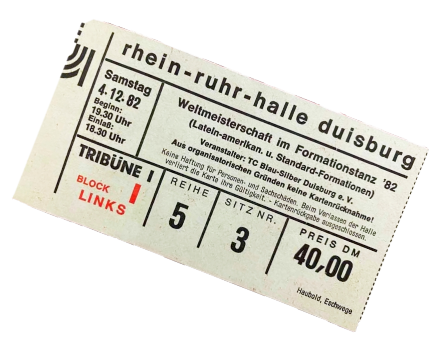 rhein-ruhr-halle duisburg
Samstag
4.12.82
Beginn:
19.30 Uhr
Einlaß:
18.30 Uhr
Weltmeisterschaft im Formationstanz '82
(Latein-amerikan. u. Standard-Formationen)
Veranstalter: TC Blau-Silber Duisburg e. V.
Aus organisatorischen Gründen keine Kartenrücknahme!
Keine Haftung für Personen- und Sachschäden. Beim Verlassen der Halle
verliert die Karte ihre Gültigkeit. - Kartenrückgabe ausgeschlossen.
TRIBÜNE I
BLOCK I
LINKS
REIHE
5
SITZ NR.
3
PREIS DM
40,00
Haubold, Eschwege